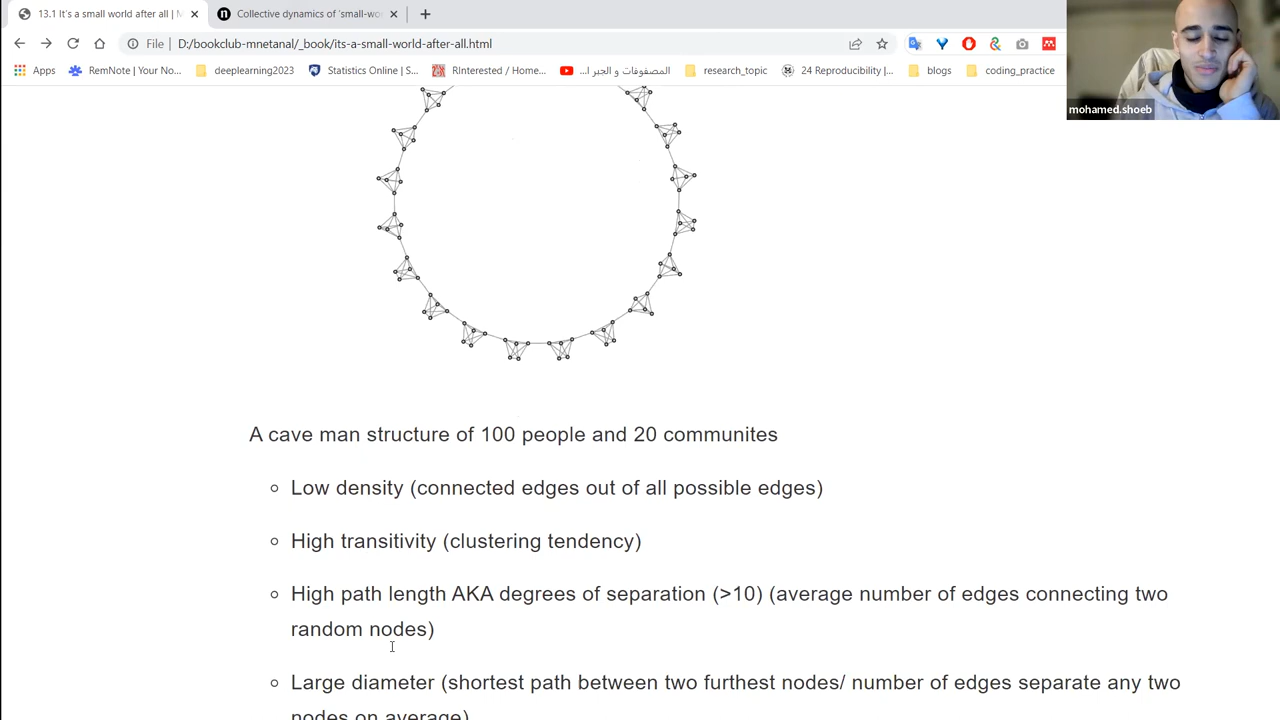 13.1 It's a small world after all | M
Collective dynamics of 'small-wo
File | D:/bookclub/mnetanal/_book/its-a-small-world-after-all.html
Apps
RemNote | Your No...
deeplearning2023
Statistics Online | S...
RInterested / Home...
المصفوفات و الجبر ا...
research_topic
24 Reproducibility |...
blogs
coding_practice
mohamed.shoeb
A cave man structure of 100 people and 20 communites
Low density (connected edges out of all possible edges)
High transitivity (clustering tendency)
High path length AKA degrees of separation (>10) (average number of edges connecting two
random nodes)
Large diameter (shortest path between two furthest nodes/ number of edges separate any two
nodes on average)